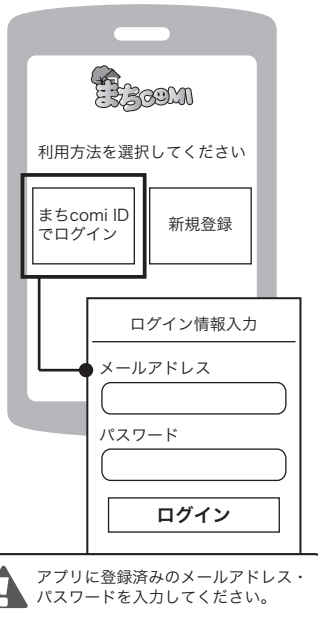 まちcomi
利用方法を選択してください
まちcomi ID
でログイン
新規登録
ログイン情報入力
メールアドレス
パスワード
ログイン
アプリに登録済みのメールアドレス・
パスワードを入力してください。